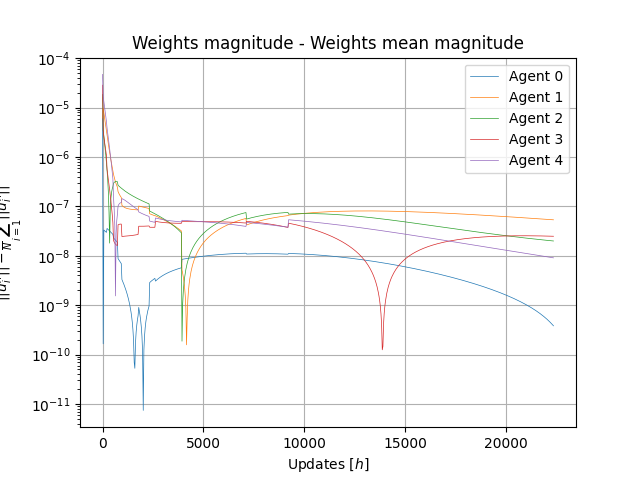 Weights magnitude - Weights mean magnitude
10⁻⁴
10⁻⁵
10⁻⁶
10⁻⁷
10⁻⁸
10⁻⁹
10⁻¹⁰
10⁻¹¹
Agent 0
Agent 1
Agent 2
Agent 3
Agent 4
0 5000 10000 15000 20000
Updates [h]